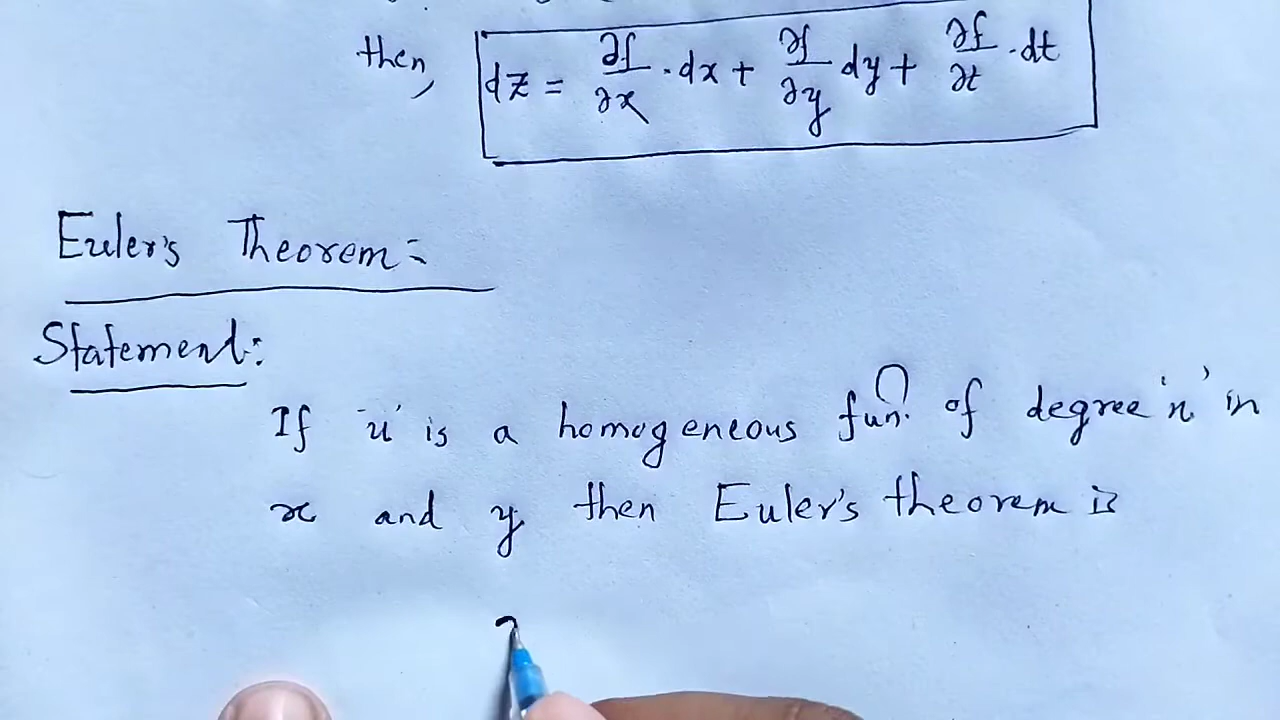 then, dz = ∂f/∂x · dx + ∂f/∂y dy + ∂f/∂t · dt
Euler's Theorem:-
Statement:
If 'u' is a homogeneous fun. of degree 'n' in
x and y then Euler's theorem is